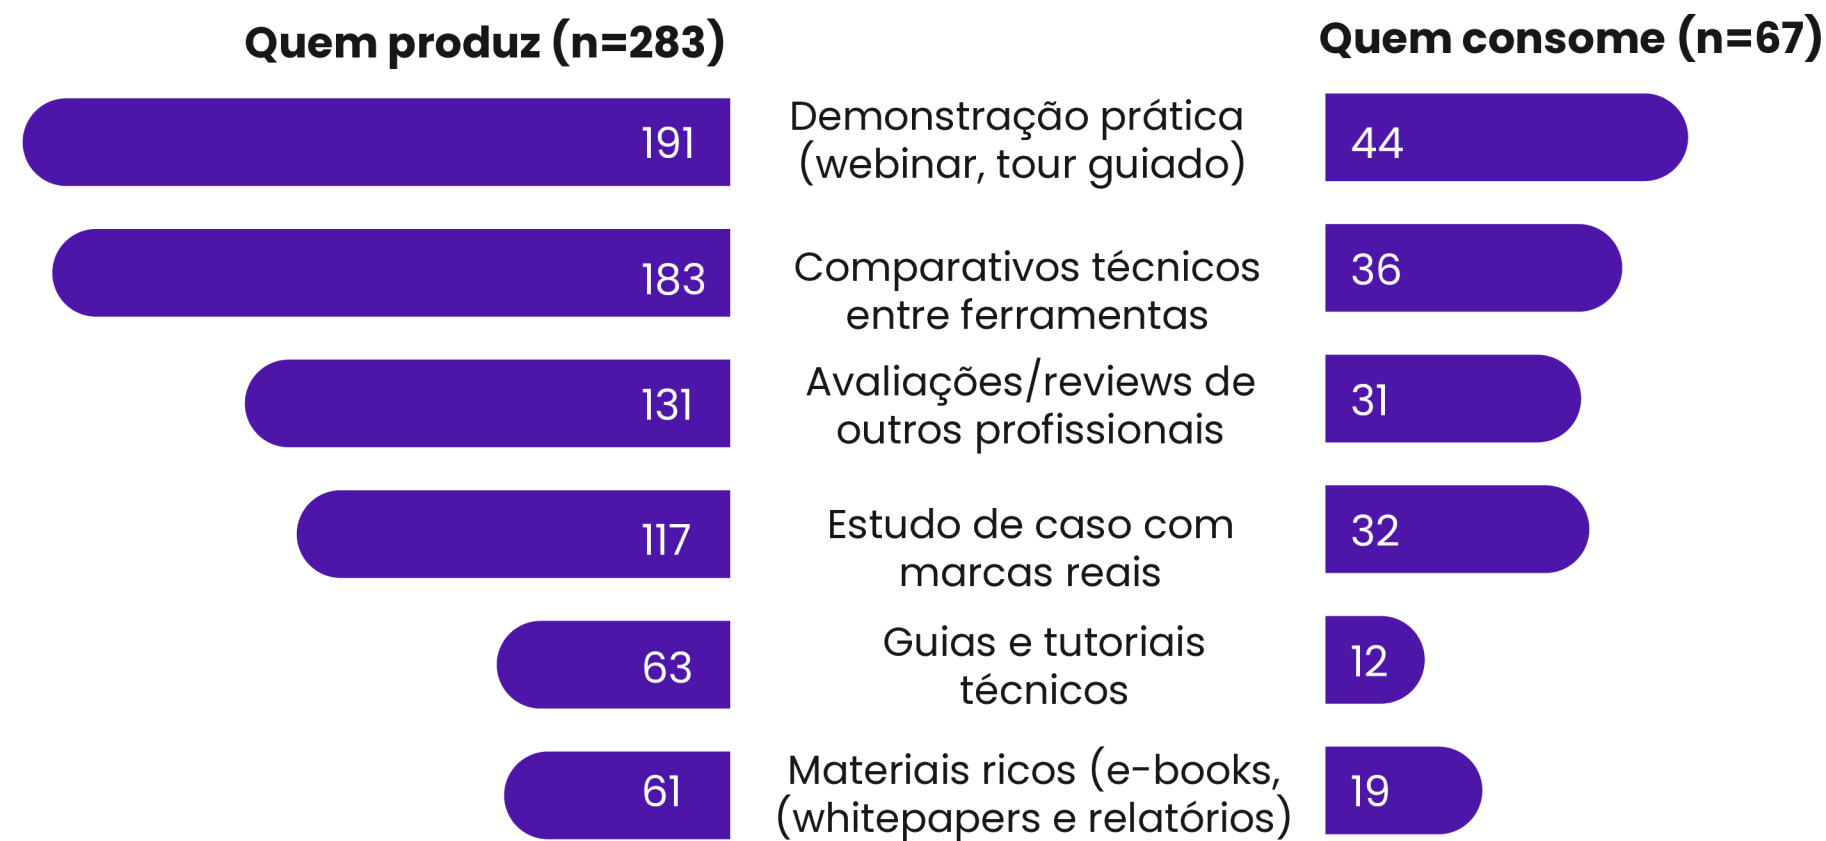 Quem produz (n=283)
Quem consome (n=67)
191
Demonstração prática
(webinar, tour guiado)
44
183
Comparativos técnicos
entre ferramentas
36
131
Avaliações/reviews de
outros profissionais
31
117
Estudo de caso com
marcas reais
32
63
Guias e tutoriais
técnicos
12
61
Materiais ricos (e-books,
(whitepapers e relatórios)
19